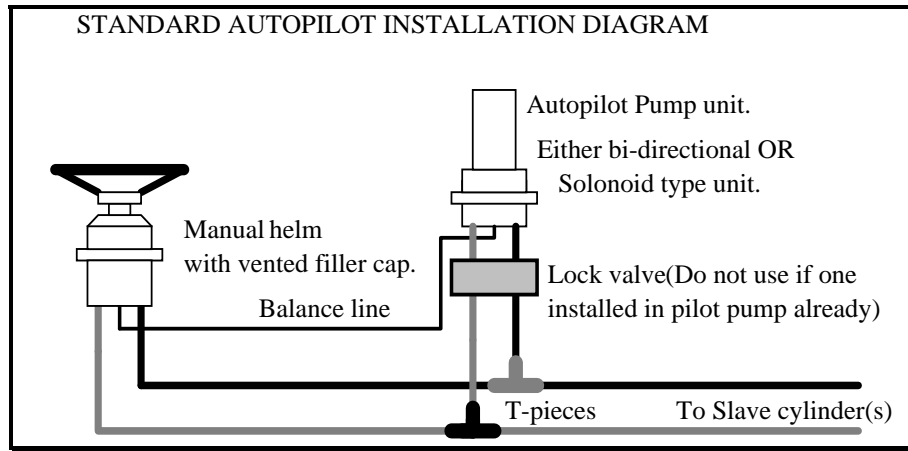 STANDARD AUTOPILOT INSTALLATION DIAGRAM
Autopilot Pump unit.
Either bi-directional OR
Solonoid type unit.
Manual helm
with vented filler cap.
Lock valve(Do not use if one
installed in pilot pump already)
Balance line
T-pieces
To Slave cylinder(s)